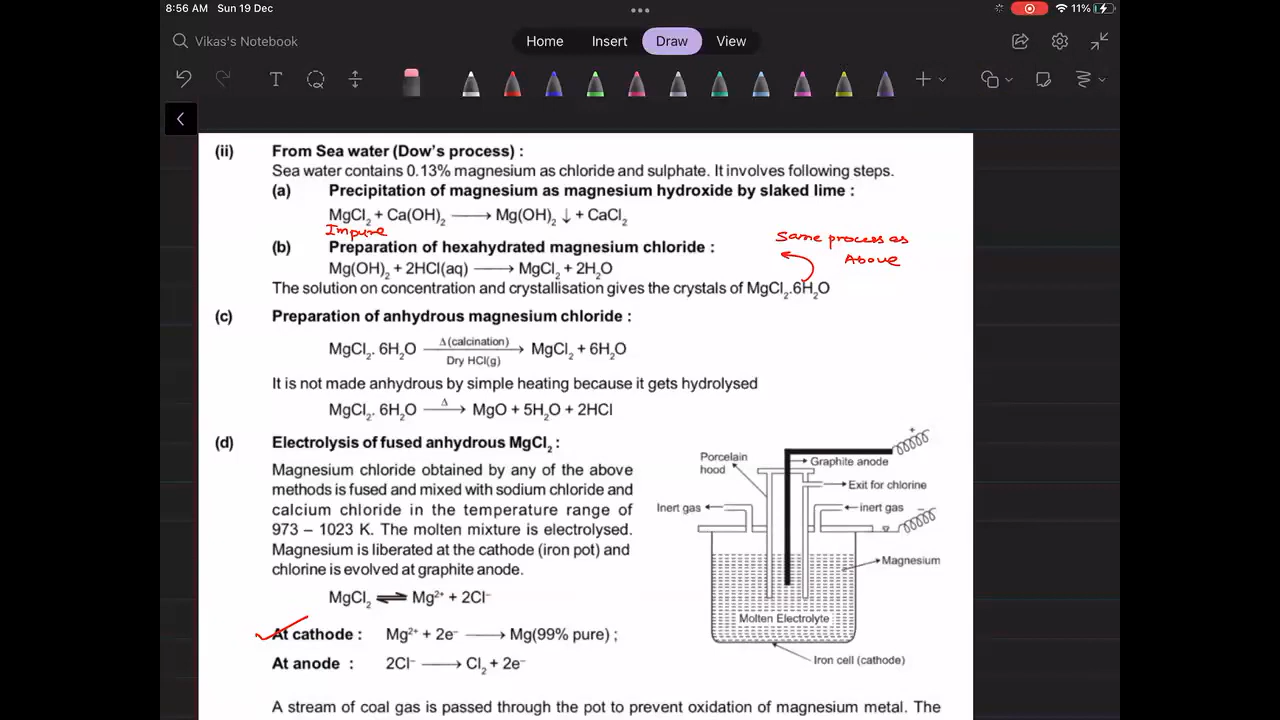 8:56 AM Sun 19 Dec
11%
Vikas's Notebook
Home Insert Draw View
(ii) From Sea water (Dow's process) :
Sea water contains 0.13% magnesium as chloride and sulphate. It involves following steps.
(a) Precipitation of magnesium as magnesium hydroxide by slaked lime :
MgCl₂ + Ca(OH)₂ ⟶ Mg(OH)₂ ↓ + CaCl₂
Impure
Same process as
Above
(b) Preparation of hexahydrated magnesium chloride :
Mg(OH)₂ + 2HCl(aq) ⟶ MgCl₂ + 2H₂O
The solution on concentration and crystallisation gives the crystals of MgCl₂.6H₂O
(c) Preparation of anhydrous magnesium chloride :
Δ(calcination)
MgCl₂. 6H₂O ⟶ MgCl₂ + 6H₂O
Dry HCl(g)
It is not made anhydrous by simple heating because it gets hydrolysed
Δ
MgCl₂. 6H₂O ⟶ MgO + 5H₂O + 2HCl
(d) Electrolysis of fused anhydrous MgCl₂ :
Magnesium chloride obtained by any of the above
methods is fused and mixed with sodium chloride and
calcium chloride in the temperature range of
973 – 1023 K. The molten mixture is electrolysed.
Magnesium is liberated at the cathode (iron pot) and
chlorine is evolved at graphite anode.
MgCl₂ ⇌ Mg²⁺ + 2Cl⁻
At cathode : Mg²⁺ + 2e⁻ ⟶ Mg(99% pure) ;
At anode : 2Cl⁻ ⟶ Cl₂ + 2e⁻
+
Porcelain
hood
Graphite anode
Exit for chlorine
Inert gas
inert gas
–
Magnesium
Molten Electrolyte
Iron cell (cathode)
A stream of coal gas is passed through the pot to prevent oxidation of magnesium metal. The